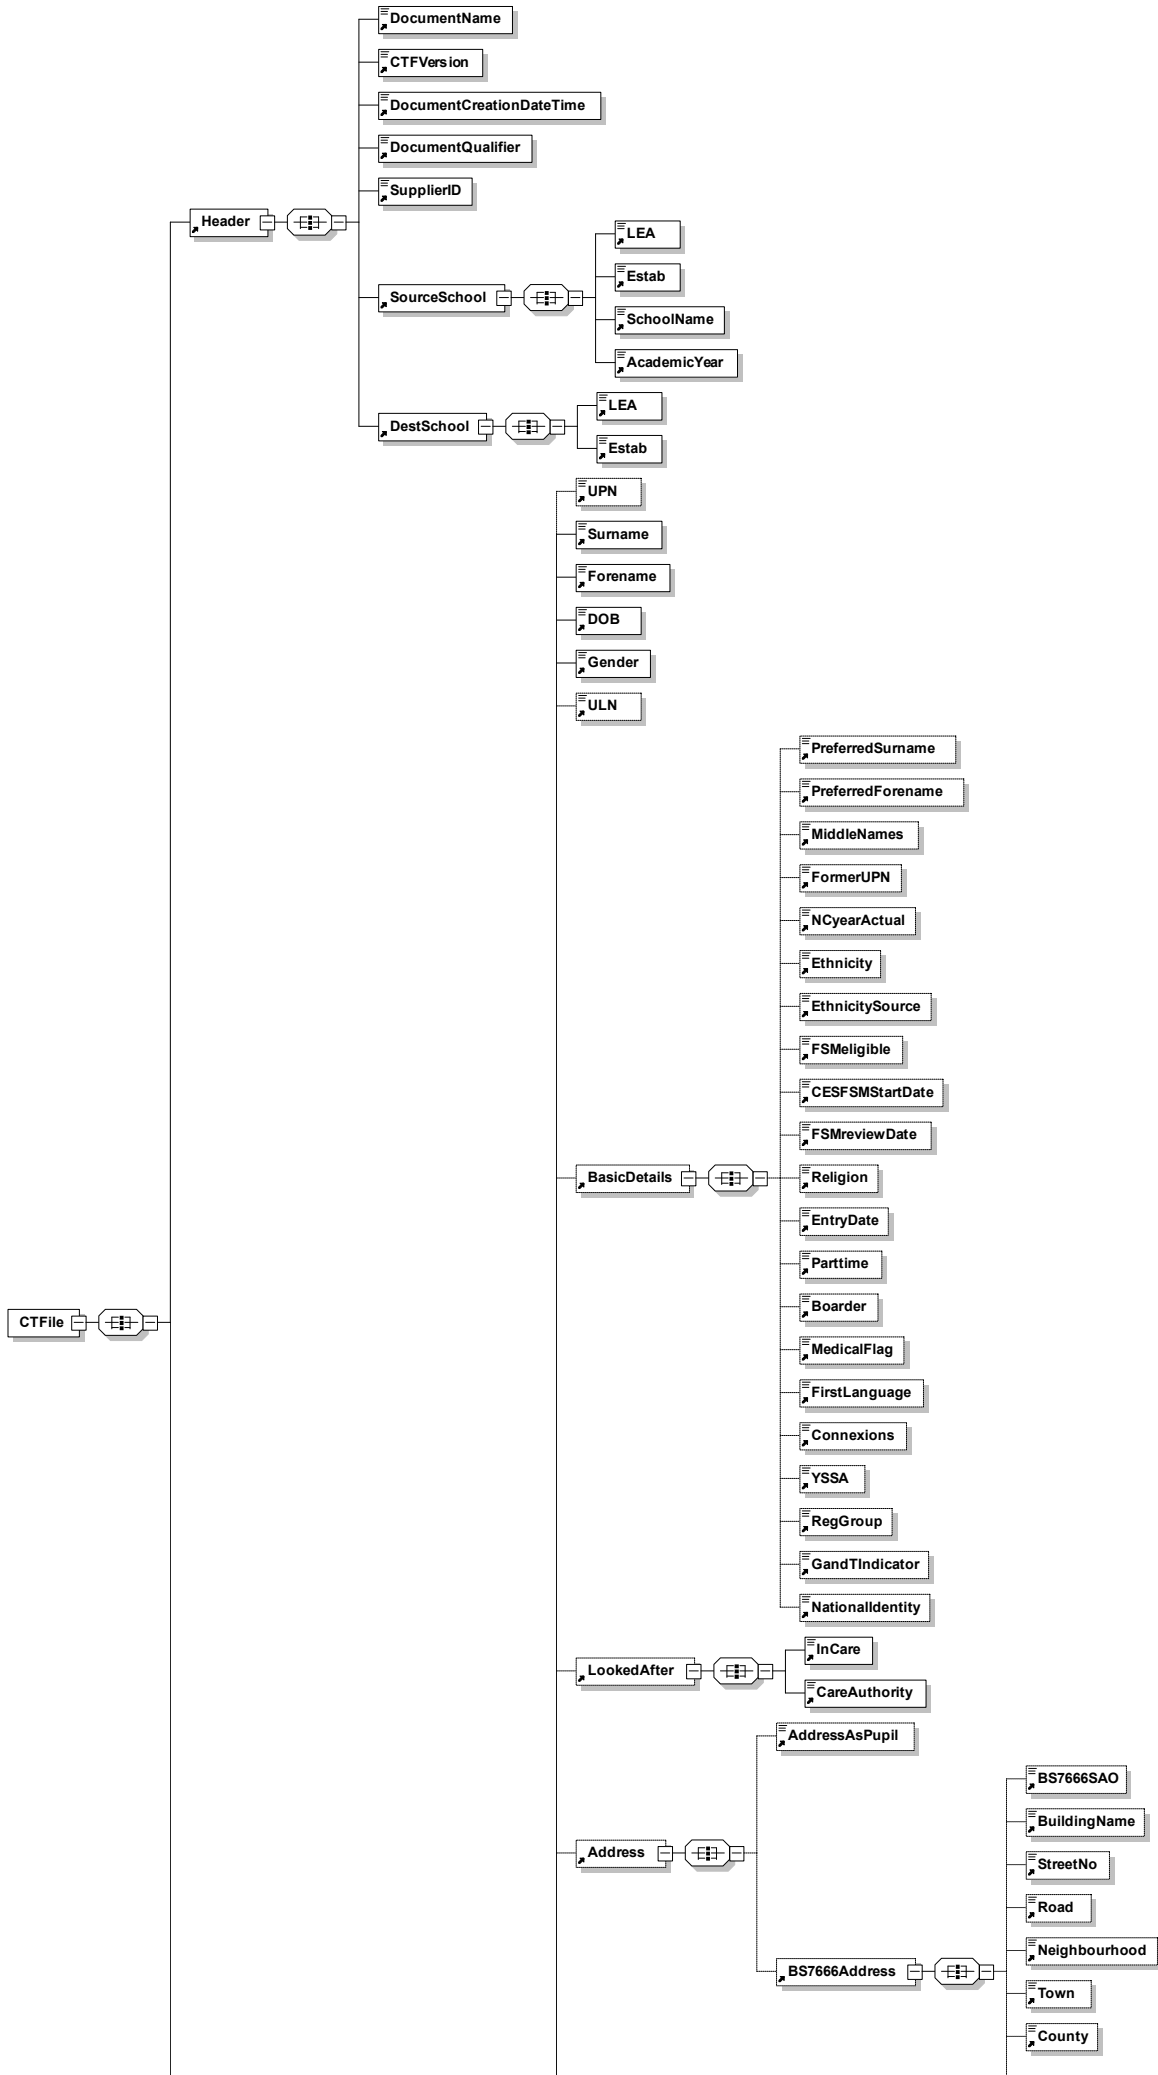 DocumentName
CTFVersion
DocumentCreationDateTime
DocumentQualifier
SupplierID
Header
LEA
Estab
SourceSchool
SchoolName
AcademicYear
LEA
DestSchool
Estab
UPN
Surname
Forename
DOB
Gender
ULN
PreferredSurname
PreferredForename
MiddleNames
FormerUPN
NCyearActual
Ethnicity
EthnicitySource
FSMeligible
CESFSMStartDate
FSMreviewDate
BasicDetails
Religion
EntryDate
Parttime
Boarder
CTFile
MedicalFlag
FirstLanguage
Connexions
YSSA
RegGroup
GandTIndicator
NationalIdentity
InCare
LookedAfter
CareAuthority
AddressAsPupil
BS7666SAO
BuildingName
Address
StreetNo
Road
Neighbourhood
BS7666Address
Town
County